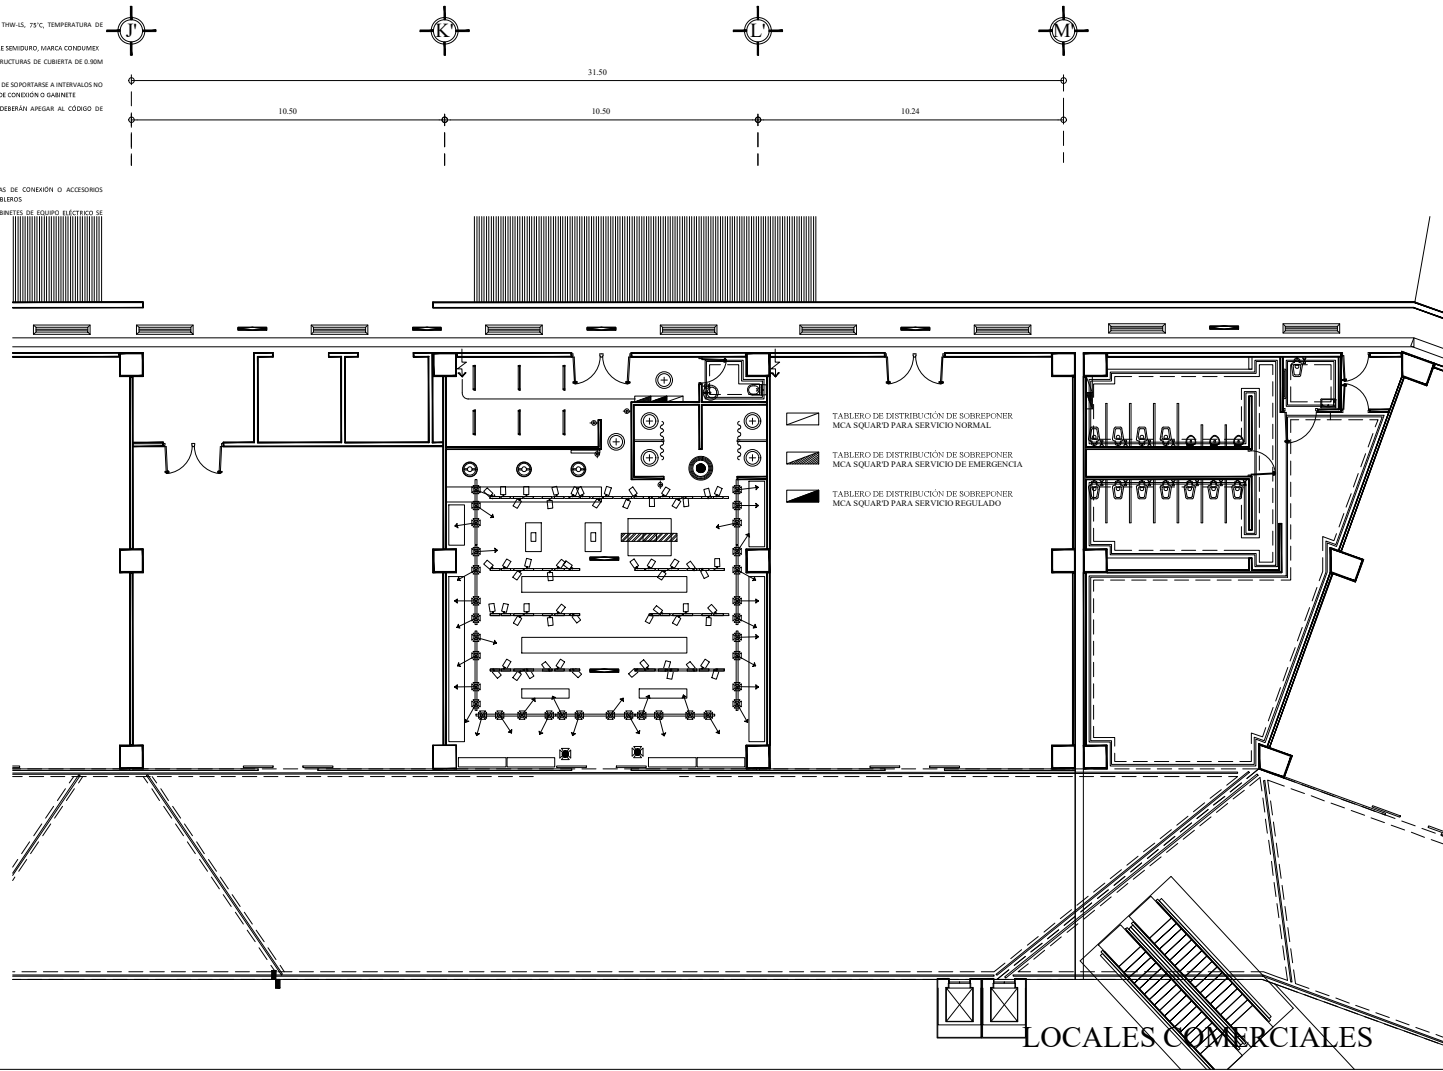 THW-LS, 75°C, TEMPERATURA DE
E SEMIDURO, MARCA CONDUMEX
RUCTURAS DE CUBIERTA DE 0.90M
DE SOPORTARSE A INTERVALOS NO
DE CONEXIÓN O GABINETE
DEBERÁN APEGAR AL CÓDIGO DE
AS DE CONEXIÓN O ACCESORIOS
BLEROS
BINETES DE EQUIPO ELÉCTRICO SE
J' K' L' M'
31.50
10.50 10.50 10.24
TABLERO DE DISTRIBUCIÓN DE SOBREPONER
MCA SQUAR'D PARA SERVICIO NORMAL
TABLERO DE DISTRIBUCIÓN DE SOBREPONER
MCA SQUAR'D PARA SERVICIO DE EMERGENCIA
TABLERO DE DISTRIBUCIÓN DE SOBREPONER
MCA SQUAR'D PARA SERVICIO REGULADO
LOCALES COMERCIALES